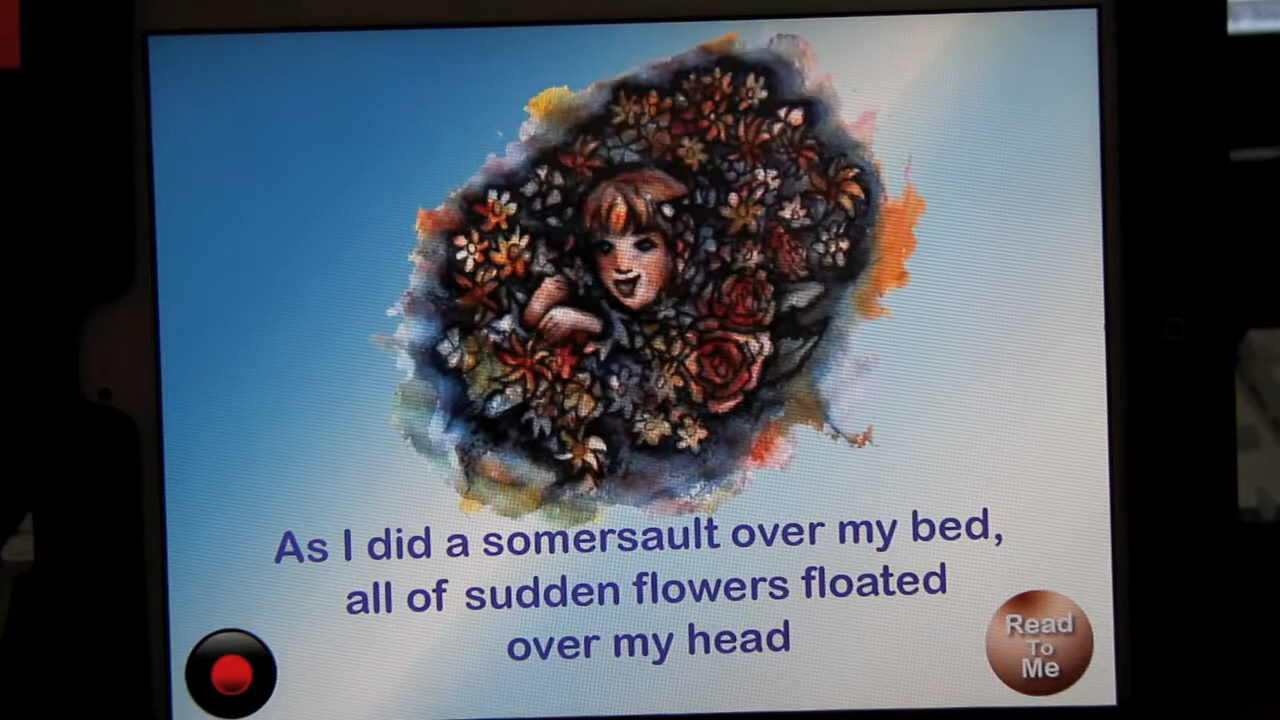 As I did a somersault over my bed,
all of sudden flowers floated
over my head
Read
To
Me